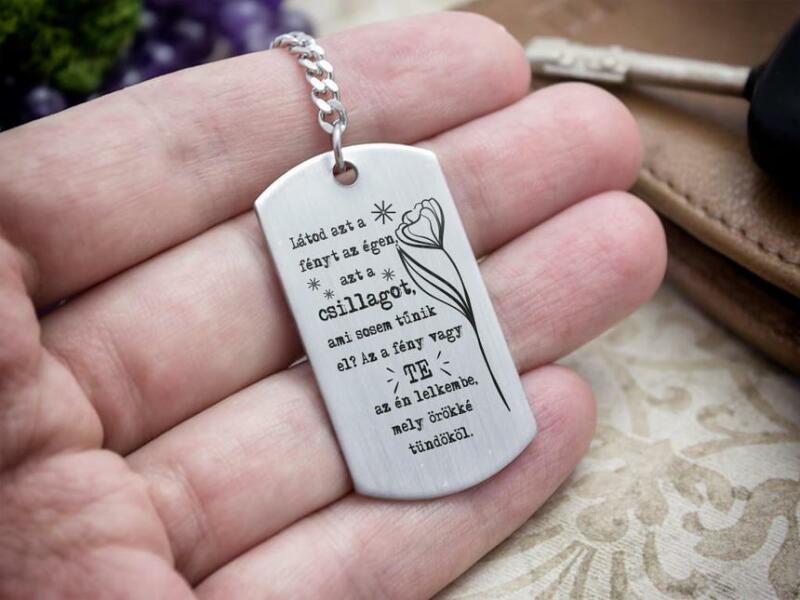 Látod azt a
fényt az égen,
azt a
csillagot,
ami sosem tűnik
el? Az a fény vagy
TE
az én lelkembe,
mely örökké
tündököl.